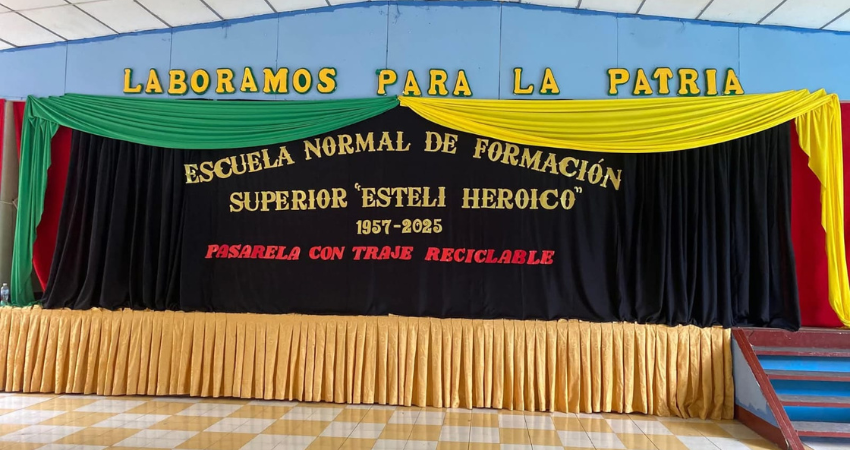 LABORAMOS PARA LA PATRIA
ESCUELA NORMAL DE FORMACIÓN
SUPERIOR "ESTELI HEROICO"
1957-2025
PASARELA CON TRAJE RECICLABLE